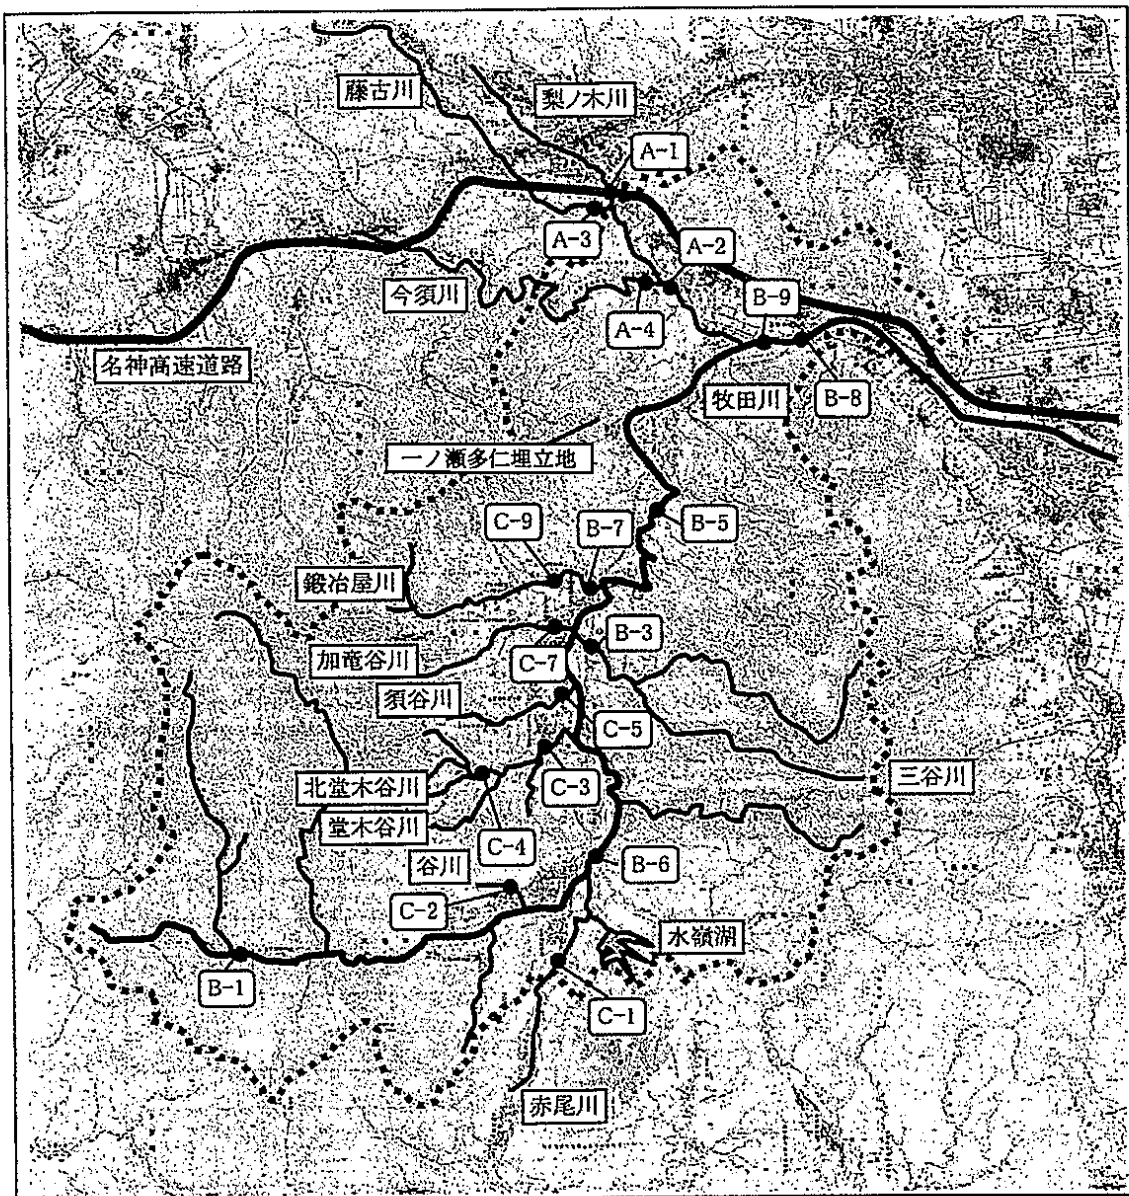 藤古川
梨ノ木川
A-1
A-3
A-2
今須川
B-9
A-4
名神高速道路
牧田川
B-8
一ノ瀬多仁埋立地
C-9
B-7
B-5
鍛冶屋川
B-3
加竜谷川
C-7
須谷川
C-5
三谷川
北堂木谷川
C-3
堂木谷川
C-4
谷川
B-6
C-2
水嶺湖
B-1
C-1
赤尾川